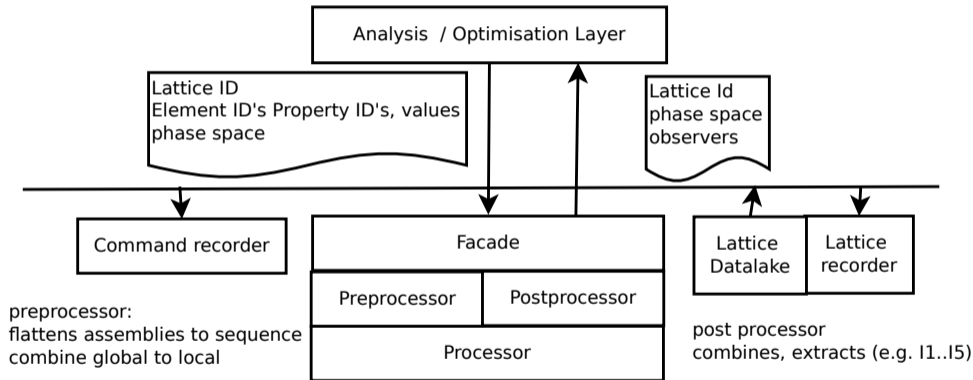 Analysis / Optimisation Layer
Lattice ID
Element ID's Property ID's, values
phase space
Lattice Id
phase space
observers
Command recorder
Facade
Lattice
Datalake
Lattice
recorder
Preprocessor
Postprocessor
Processor
preprocessor:
flattens assemblies to sequence
combine global to local
post processor
combines, extracts (e.g. I1..I5)